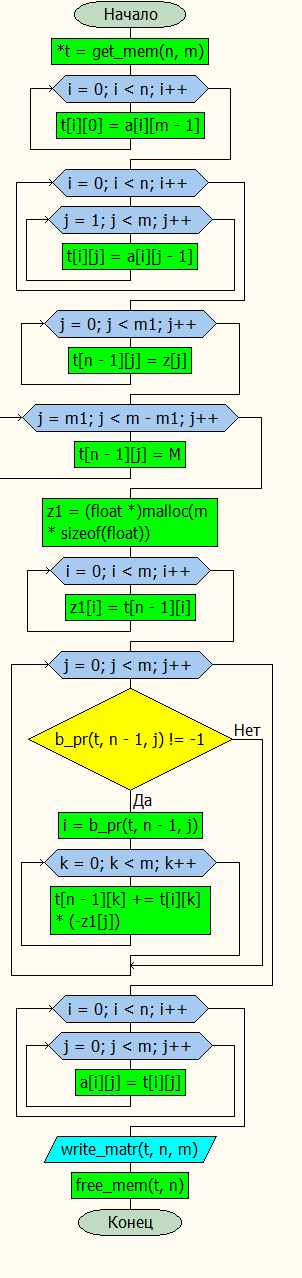 Начало
*t = get_mem(n, m)
i = 0; i < n; i++
t[i][0] = a[i][m - 1]
i = 0; i < n; i++
j = 1; j < m; j++
t[i][j] = a[i][j - 1]
j = 0; j < m1; j++
t[n - 1][j] = z[j]
j = m1; j < m - m1; j++
t[n - 1][j] = M
z1 = (float *)malloc(m
* sizeof(float))
i = 0; i < m; i++
z1[i] = t[n - 1][i]
j = 0; j < m; j++
b_pr(t, n - 1, j) != -1
Нет
Да
i = b_pr(t, n - 1, j)
k = 0; k < m; k++
t[n - 1][k] += t[i][k]
* (-z1[j])
i = 0; i < n; i++
j = 0; j < m; j++
a[i][j] = t[i][j]
write_matr(t, n, m)
free_mem(t, n)
Конец